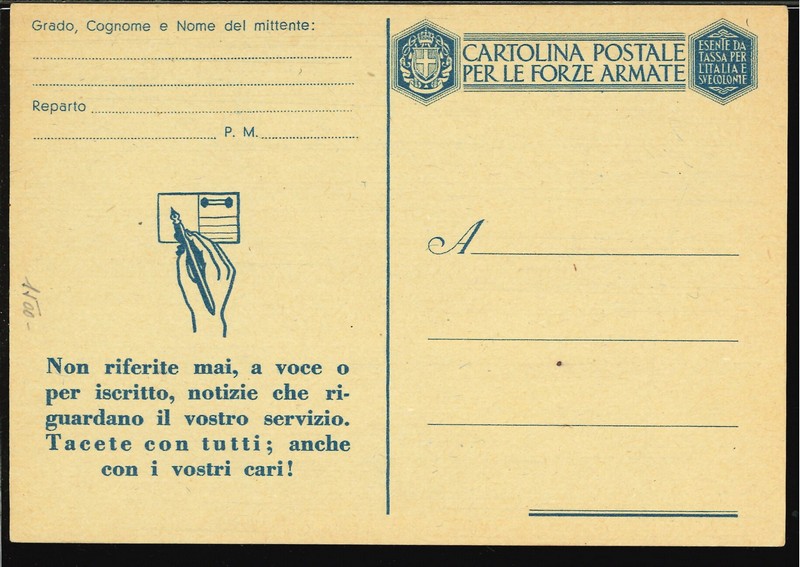 Grado, Cognome e Nome del mittente:
Reparto
P. M.
Non riferite mai, a voce o
per iscritto, notizie che ri-
guardano il vostro servizio.
Tacete con tutti; anche
con i vostri cari!
CARTOLINA POSTALE
PER LE FORZE ARMATE
ESENTE DA
TASSA PER
L'ITALIA E
SVE COLONIE
A